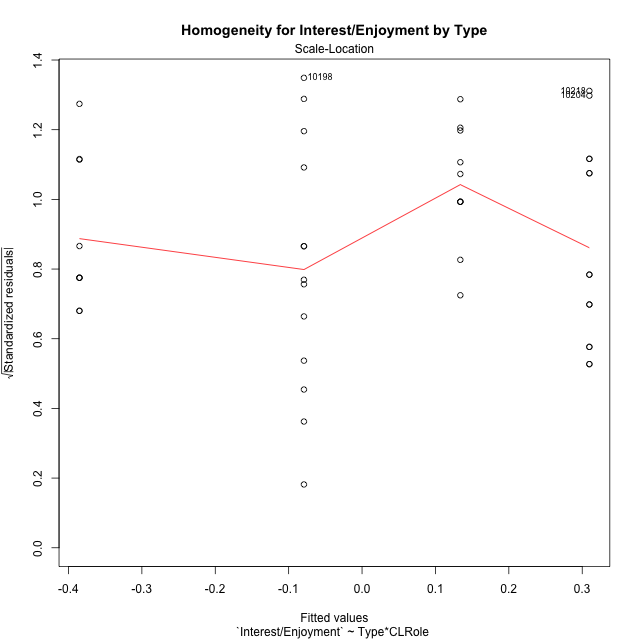 Homogeneity for Interest/Enjoyment by Type
Scale-Location
1.4
1.2
1.0
0.8
0.6
0.4
0.2
0.0
√|Standardized residuals|
10198
10218
10204
-0.4 -0.3 -0.2 -0.1 0.0 0.1 0.2 0.3
Fitted values
`Interest/Enjoyment` ~ Type*CLRole